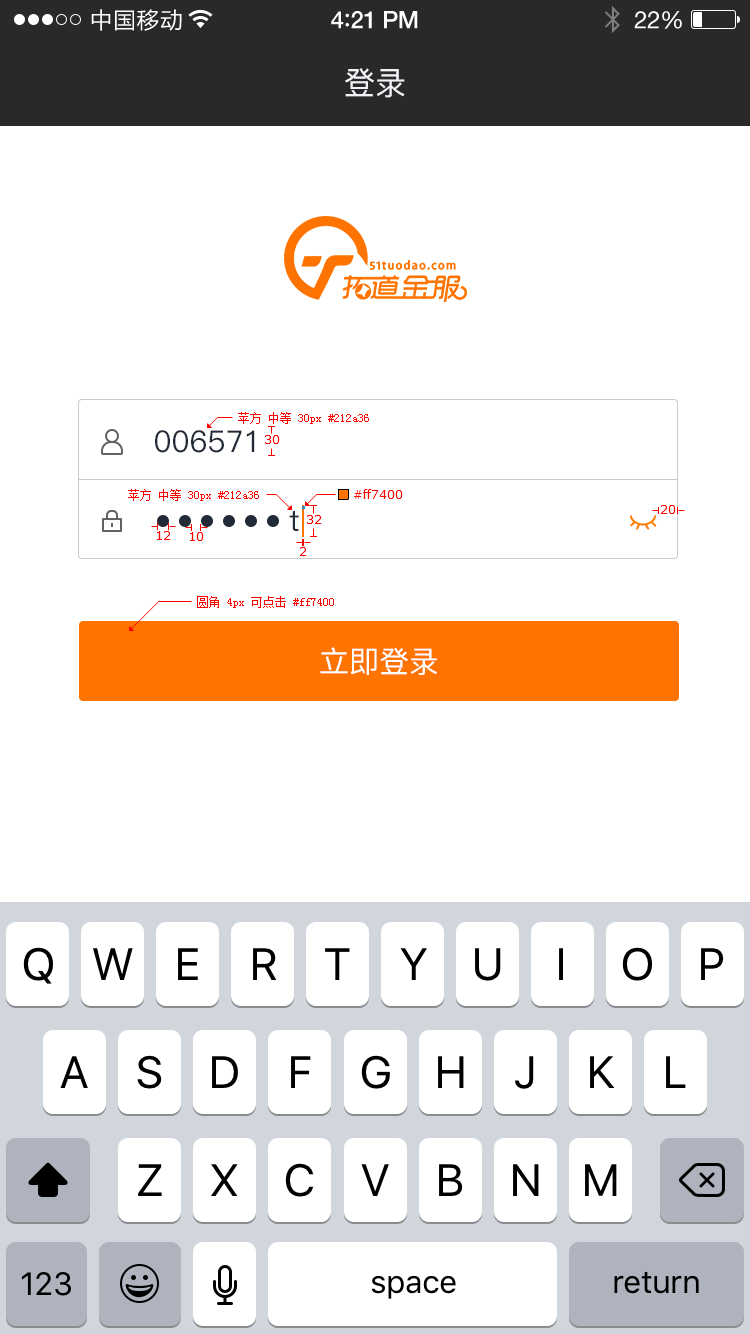 中国移动 4:21 PM 22%
登录
51tuodao.com
拓道金服
苹方 中等 30px #212a36
006571 30
苹方 中等 30px #212a36 #ff7400
t 32 20
12 10 2
圆角 4px 可点击 #ff7400
立即登录
Q W E R T Y U I O P
A S D F G H J K L
Z X C V B N M
123 space return